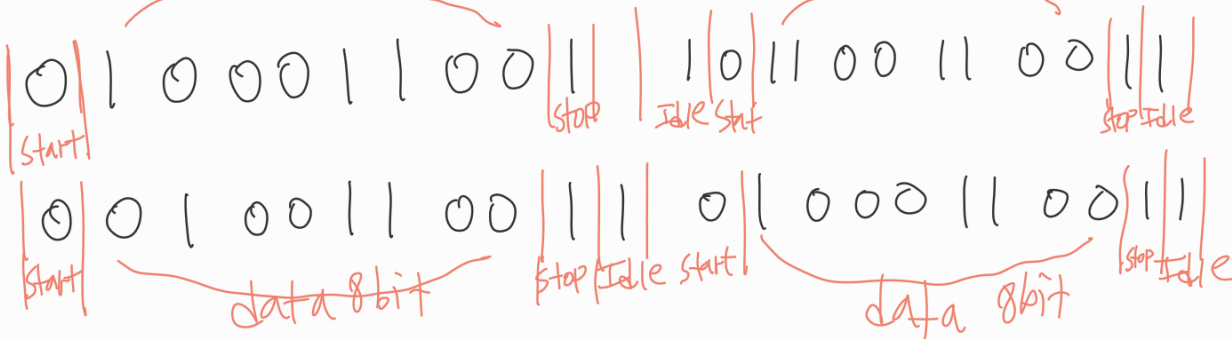 0 1 0 0 0 1 1 0 0 1 1 0 1 1 0 0 1 1 0 0 1 1
Start Stop Idle Start Stop Idle
0 0 1 0 0 1 1 0 0 1 1 0 1 0 0 0 1 1 0 0 1 1
Start Stop Idle Start Stop Idle
data 8bit data 8bit